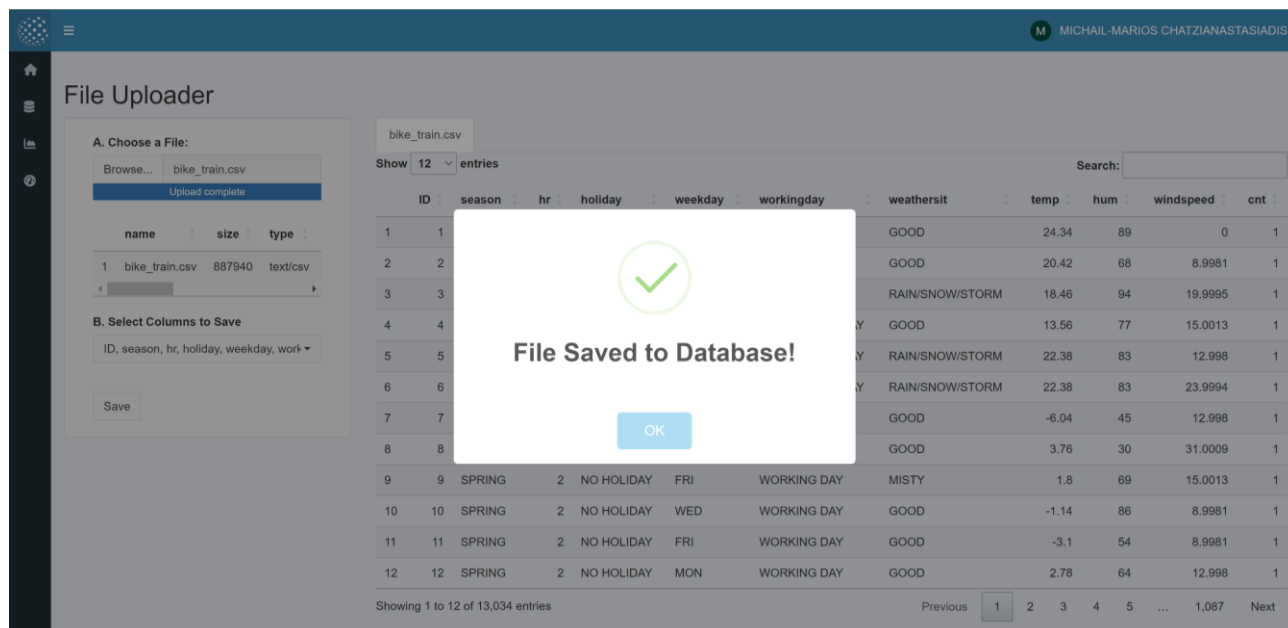 M MICHAIL-MARIOS CHATZIANASTASIADIS
File Uploader
A. Choose a File:
Browse... bike_train.csv
Upload complete
name size type
1 bike_train.csv 887940 text/csv
B. Select Columns to Save
ID, season, hr, holiday, weekday, work
Save
bike_train.csv
Show 12 entries
Search:
ID season hr holiday weekday workingday weathersit temp hum windspeed cnt
1 1 GOOD 24.34 89 0 1
2 2 GOOD 20.42 68 8.9981 1
3 3 RAIN/SNOW/STORM 18.46 94 19.9995 1
4 4 Y GOOD 13.56 77 15.0013 1
5 5 Y RAIN/SNOW/STORM 22.38 83 12.998 1
6 6 Y RAIN/SNOW/STORM 22.38 83 23.9994 1
7 7 GOOD -6.04 45 12.998 1
8 8 GOOD 3.76 30 31.0009 1
9 9 SPRING 2 NO HOLIDAY FRI WORKING DAY MISTY 1.8 69 15.0013 1
10 10 SPRING 2 NO HOLIDAY WED WORKING DAY GOOD -1.14 86 8.9981 1
11 11 SPRING 2 NO HOLIDAY FRI WORKING DAY GOOD -3.1 54 8.9981 1
12 12 SPRING 2 NO HOLIDAY MON WORKING DAY GOOD 2.78 64 12.998 1
Showing 1 to 12 of 13,034 entries
Previous 1 2 3 4 5 ... 1,087 Next
File Saved to Database!
OK